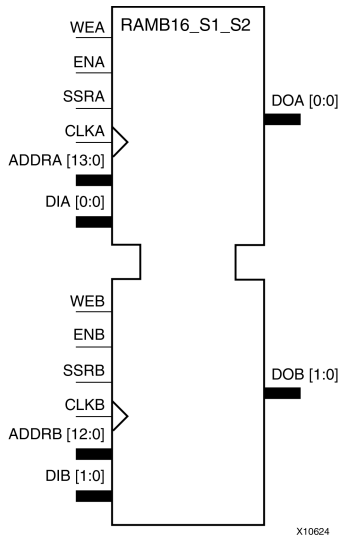 RAMB16_S1_S2
WEA
ENA
SSRA
CLKA
ADDRA [13:0]
DIA [0:0]
DOA [0:0]
WEB
ENB
SSRB
CLKB
ADDRB [12:0]
DIB [1:0]
DOB [1:0]
X10624